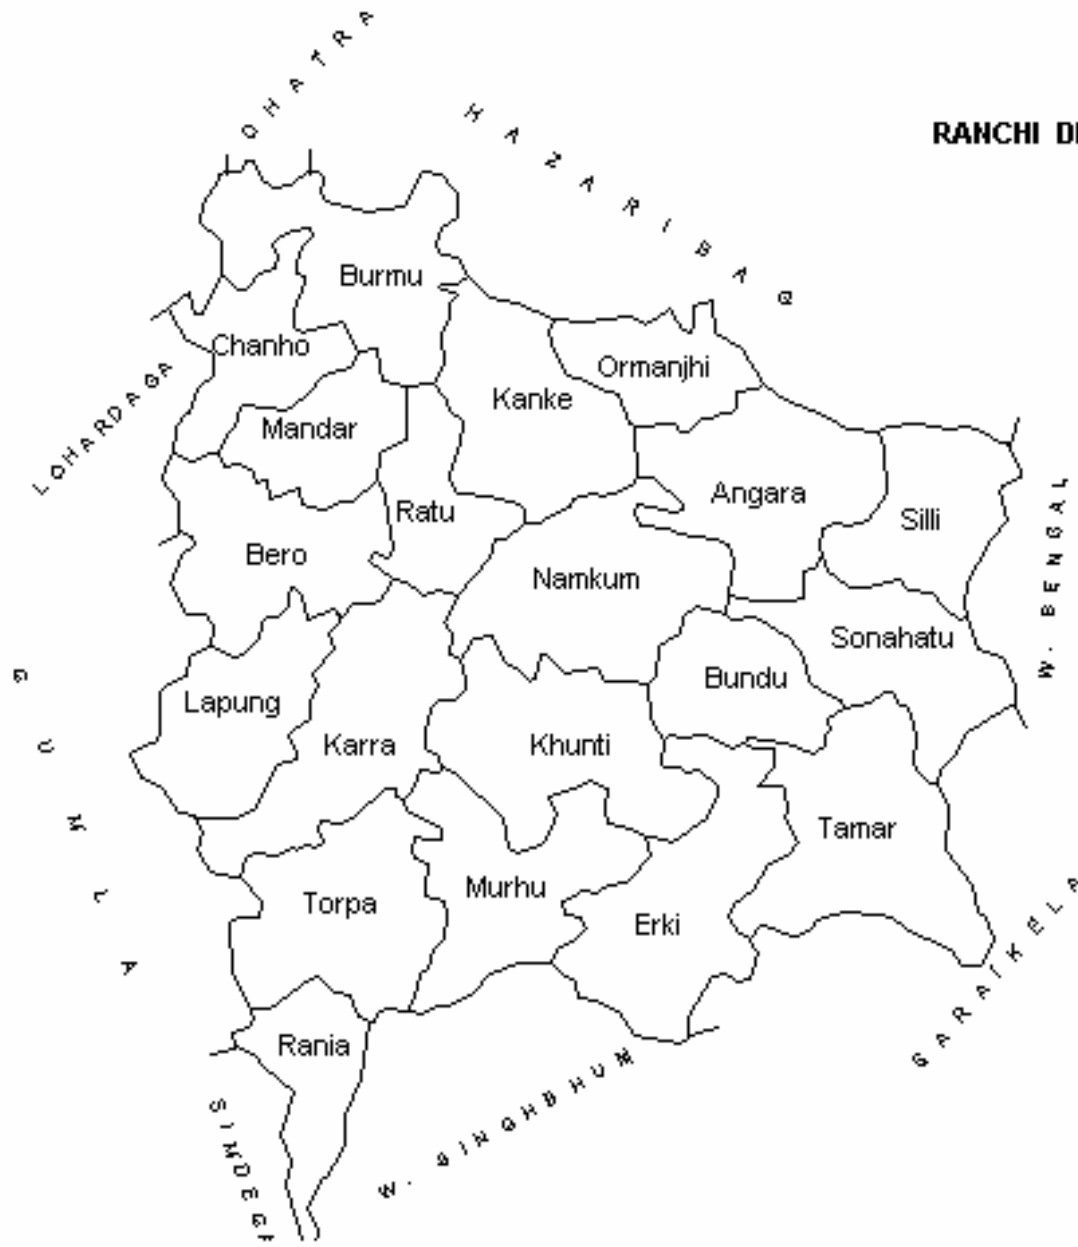 CHATRA
HAZARIBAG
RANCHI
Burmu
Chanho
Ormanjhi
LOHARDAGA
Kanke
Mandar
Angara
Ratu
Silli
Bero
Namkum
W. BENGAL
Sonahatu
Bundu
Lapung
Karra
Khunti
GUMLA
Tamar
Torpa
Murhu
Erki
Rania
SARAIKELA
W. SINGHBHUM